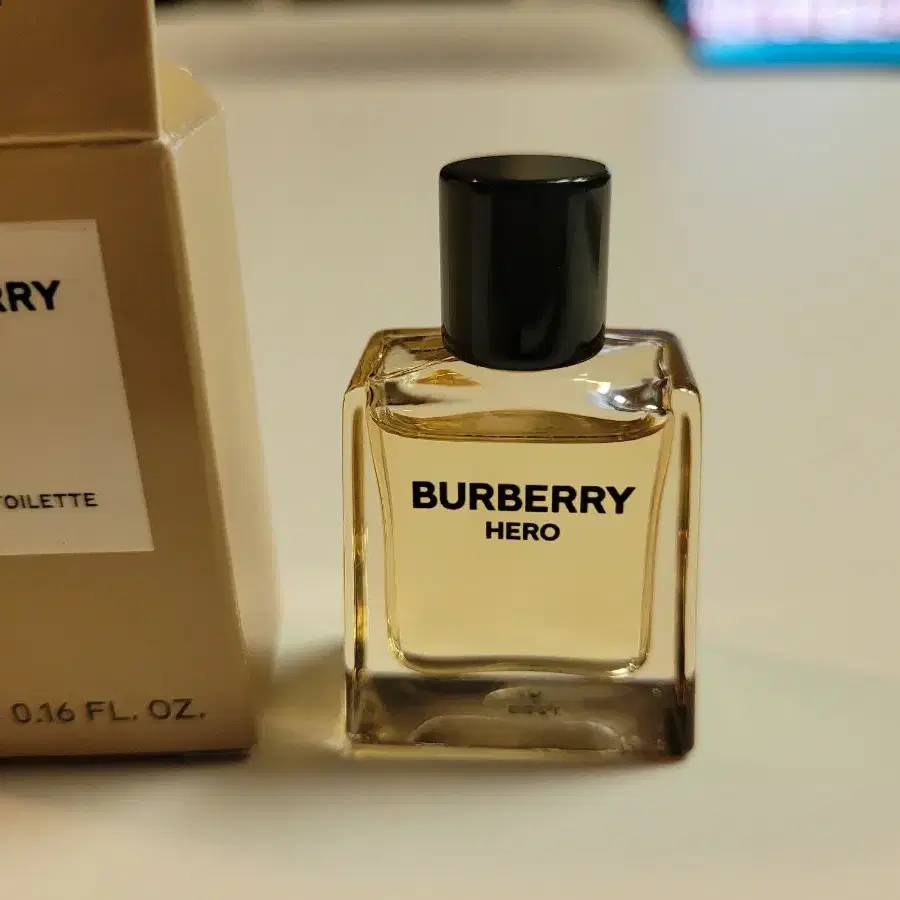 RRY
TOILETTE
0.16 FL. OZ.
BURBERRY
HERO